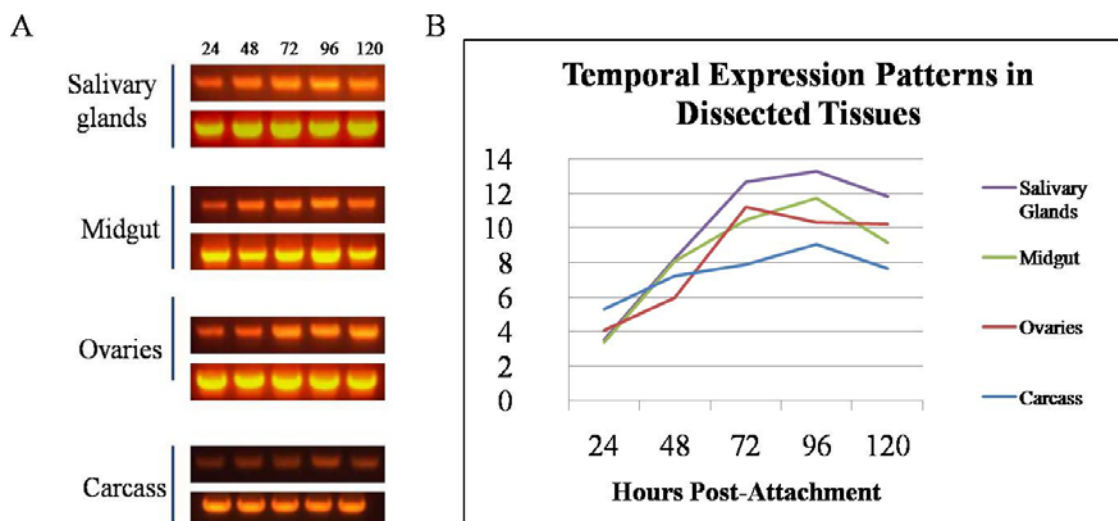 A
24 48 72 96 120
Salivary
glands
Midgut
Ovaries
Carcass
B
Temporal Expression Patterns in
Dissected Tissues
14
12
10
8
6
4
2
0
24 48 72 96 120
Hours Post-Attachment
Salivary
Glands
Midgut
Ovaries
Carcass